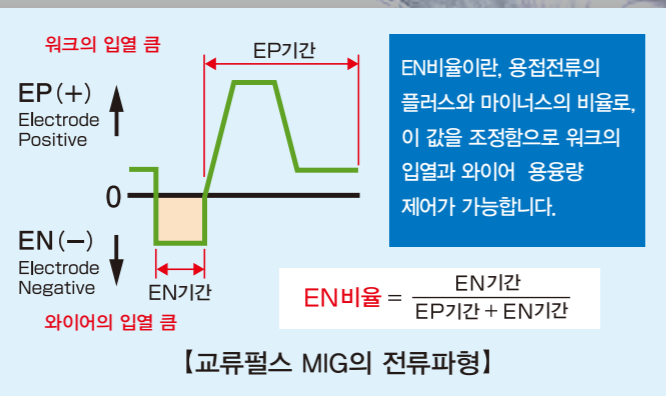 워크의 입열 큼
EP기간
EP(+)
Electrode
Positive
0
EN(−)
Electrode
Negative
EN기간
와이어의 입열 큼
EN비율이란, 용접전류의
플러스와 마이너스의 비율로,
이 값을 조정함으로 워크의
입열과 와이어 용융량
제어가 가능합니다.
EN비율 = EN기간
EP기간 + EN기간
【교류펄스 MIG의 전류파형】